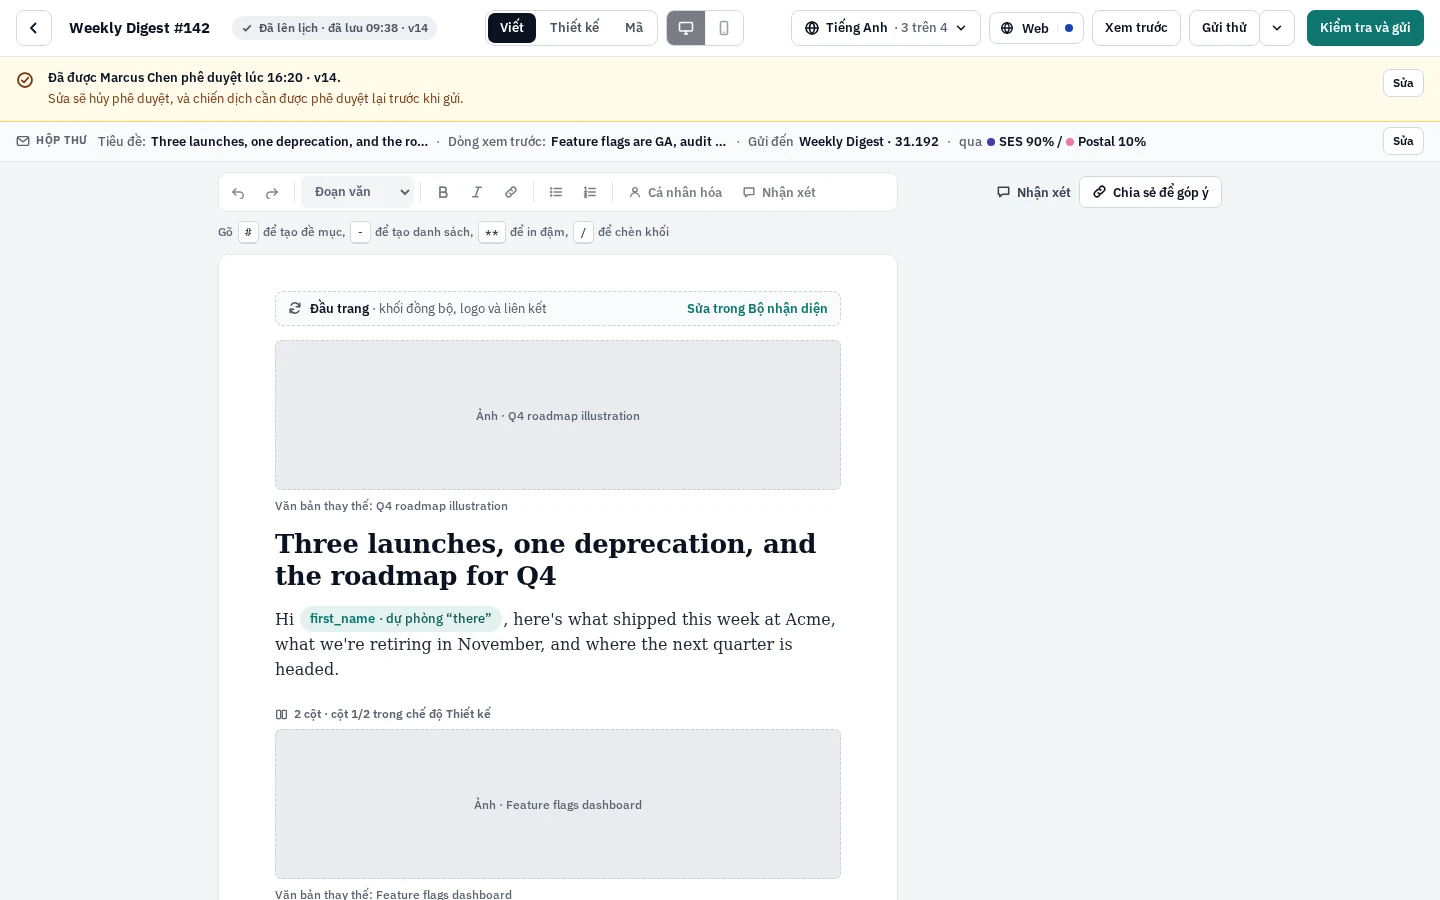 Weekly Digest #142
Đã lên lịch · đã lưu 09:38 · v14
Viết
Thiết kế
Mã
Tiếng Anh · 3 trên 4
Web
Xem trước
Gửi thử
Kiểm tra và gửi
Đã được Marcus Chen phê duyệt lúc 16:20 · v14.
Sửa sẽ hủy phê duyệt, và chiến dịch cần được phê duyệt lại trước khi gửi.
Sửa
HỘP THƯ Tiêu đề: Three launches, one deprecation, and the ro… · Dòng xem trước: Feature flags are GA, audit … · Gửi đến Weekly Digest · 31.192 · qua SES 90% / Postal 10%
Sửa
Đoạn văn
B I
Cá nhân hóa
Nhận xét
Nhận xét
Chia sẻ để góp ý
Gõ # để tạo đề mục, - để tạo danh sách, ** để in đậm, / để chèn khối
Đầu trang · khối đồng bộ, logo và liên kết
Sửa trong Bộ nhận diện
Ảnh · Q4 roadmap illustration
Văn bản thay thế: Q4 roadmap illustration
Three launches, one deprecation, and
the roadmap for Q4
Hi first_name · dự phòng “there” , here's what shipped this week at Acme,
what we're retiring in November, and where the next quarter is
headed.
2 cột · cột 1/2 trong chế độ Thiết kế
Ảnh · Feature flags dashboard
Văn bản thay thế: Feature flags dashboard